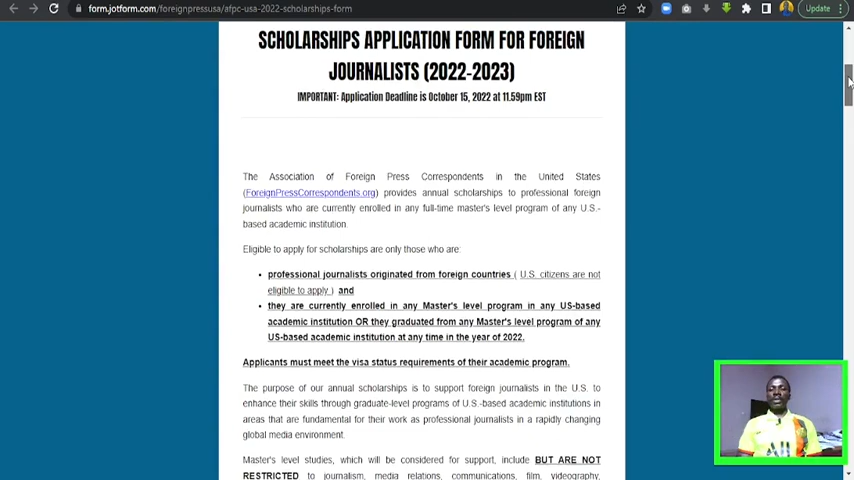 form.jotform.com/foreignpressusa/afpc-usa-2022-scholarships-form
Update
SCHOLARSHIPS APPLICATION FORM FOR FOREIGN
JOURNALISTS (2022-2023)
IMPORTANT: Application Deadline is October 15, 2022 at 11.59pm EST
The Association of Foreign Press Correspondents in the United States
(ForeignPressCorrespondents.org) provides annual scholarships to professional foreign
journalists who are currently enrolled in any full-time master's level program of any U.S.-
based academic institution.
Eligible to apply for scholarships are only those who are:
• professional journalists originated from foreign countries ( U.S. citizens are not
eligible to apply ) and
• they are currently enrolled in any Master's level program in any US-based
academic institution OR they graduated from any Master's level program of any
US-based academic institution at any time in the year of 2022.
Applicants must meet the visa status requirements of their academic program.
The purpose of our annual scholarships is to support foreign journalists in the U.S. to
enhance their skills through graduate-level programs of U.S.-based academic institutions in
areas that are fundamental for their work as professional journalists in a rapidly changing
global media environment.
Master's level studies, which will be considered for support, include BUT ARE NOT
RESTRICTED to journalism, media relations, communications, film, videography,